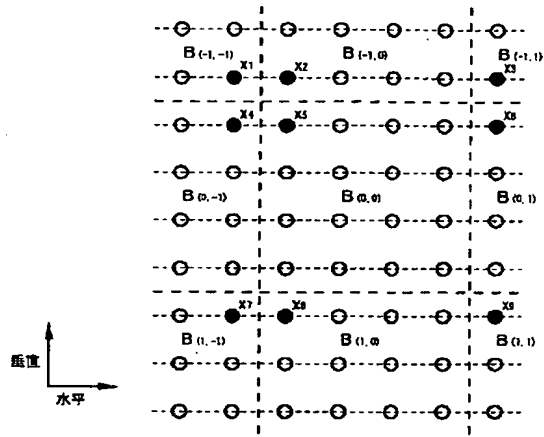 B(-1,-1) B(-1,0) B(-1,1)
X1 X2 X3
X4 X5 X6
B(0,-1) B(0,0) B(0,1)
X7 X8 X9
B(1,-1) B(1,0) B(1,1)
垂直
水平